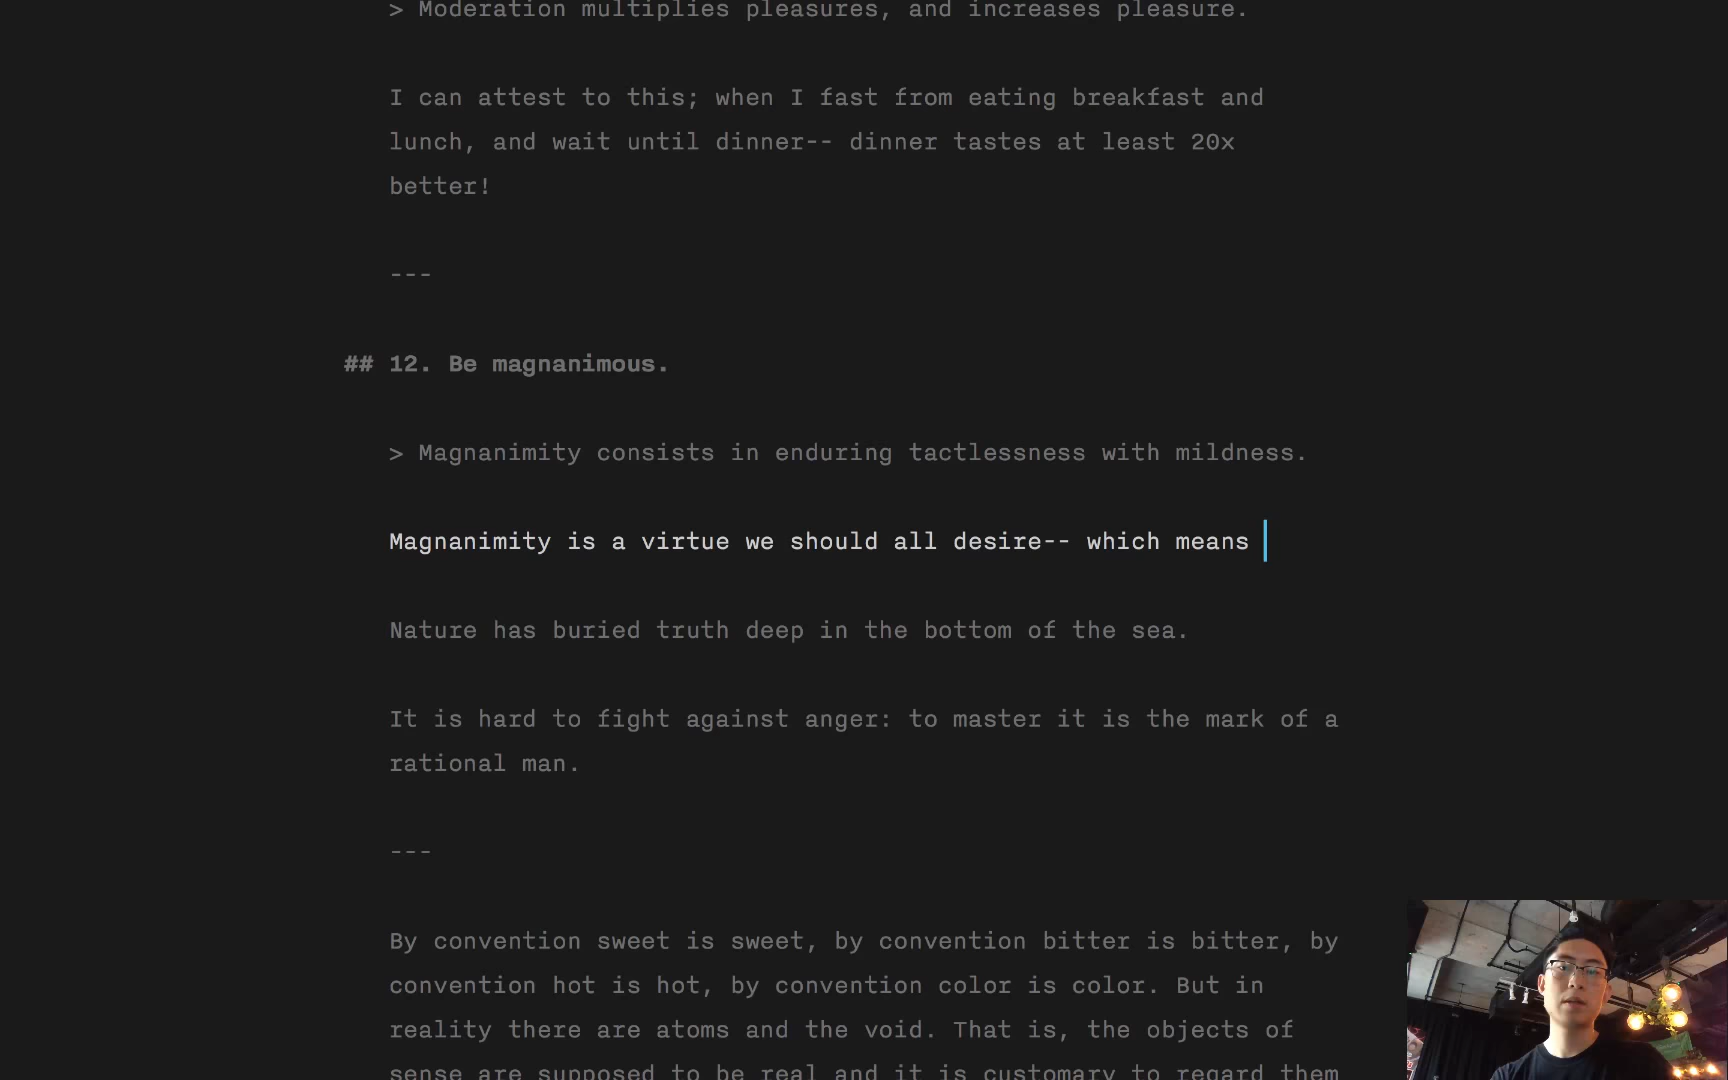 > Moderation multiplies pleasures, and increases pleasure.
I can attest to this; when I fast from eating breakfast and
lunch, and wait until dinner-- dinner tastes at least 20x
better!
---
## 12. Be magnanimous.
> Magnanimity consists in enduring tactlessness with mildness.
Magnanimity is a virtue we should all desire-- which means
Nature has buried truth deep in the bottom of the sea.
It is hard to fight against anger: to master it is the mark of a
rational man.
---
By convention sweet is sweet, by convention bitter is bitter, by
convention hot is hot, by convention color is color. But in
reality there are atoms and the void. That is, the objects of
sense are supposed to be real and it is customary to regard them